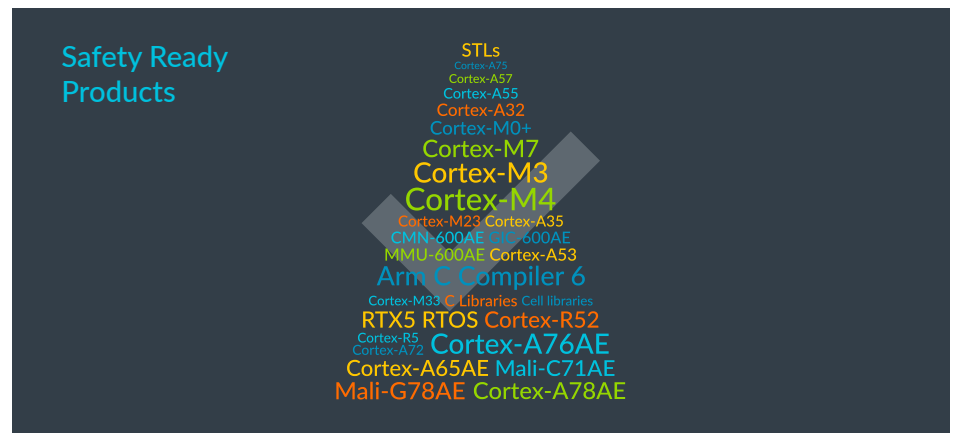 Safety Ready
Products
STLs
Cortex-A75
Cortex-A57
Cortex-A55
Cortex-A32
Cortex-M0+
Cortex-M7
Cortex-M3
Cortex-M4
Cortex-M23 Cortex-A35
CMN-600AE GIC-600AE
MMU-600AE Cortex-A53
Arm C Compiler 6
Cortex-M33 C Libraries Cell libraries
RTX5 RTOS Cortex-R52
Cortex-R5
Cortex-A72 Cortex-A76AE
Cortex-A65AE Mali-C71AE
Mali-G78AE Cortex-A78AE